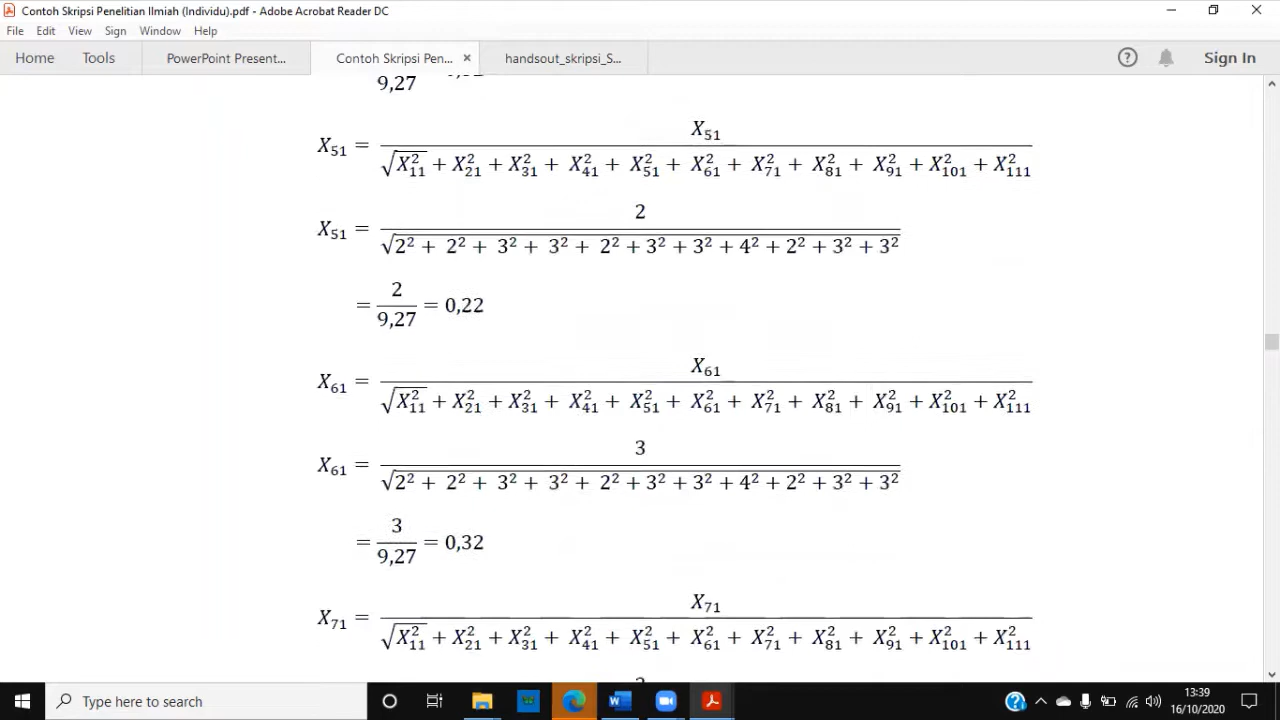 Contoh Skripsi Penelitian Ilmiah (Individu).pdf - Adobe Acrobat Reader DC
File Edit View Sign Window Help
Home Tools PowerPoint Present... Contoh Skripsi Pen... × handsout_skripsi_S... Sign In
9,27
X₅₁ = X₅₁ / √X₁₁² + X₂₁² + X₃₁² + X₄₁² + X₅₁² + X₆₁² + X₇₁² + X₈₁² + X₉₁² + X₁₀₁² + X₁₁₁²
X₅₁ = 2 / √2² + 2² + 3² + 3² + 2² + 3² + 3² + 4² + 2² + 3² + 3²
= 2 / 9,27 = 0,22
X₆₁ = X₆₁ / √X₁₁² + X₂₁² + X₃₁² + X₄₁² + X₅₁² + X₆₁² + X₇₁² + X₈₁² + X₉₁² + X₁₀₁² + X₁₁₁²
X₆₁ = 3 / √2² + 2² + 3² + 3² + 2² + 3² + 3² + 4² + 2² + 3² + 3²
= 3 / 9,27 = 0,32
X₇₁ = X₇₁ / √X₁₁² + X₂₁² + X₃₁² + X₄₁² + X₅₁² + X₆₁² + X₇₁² + X₈₁² + X₉₁² + X₁₀₁² + X₁₁₁²
Type here to search
13:39
16/10/2020